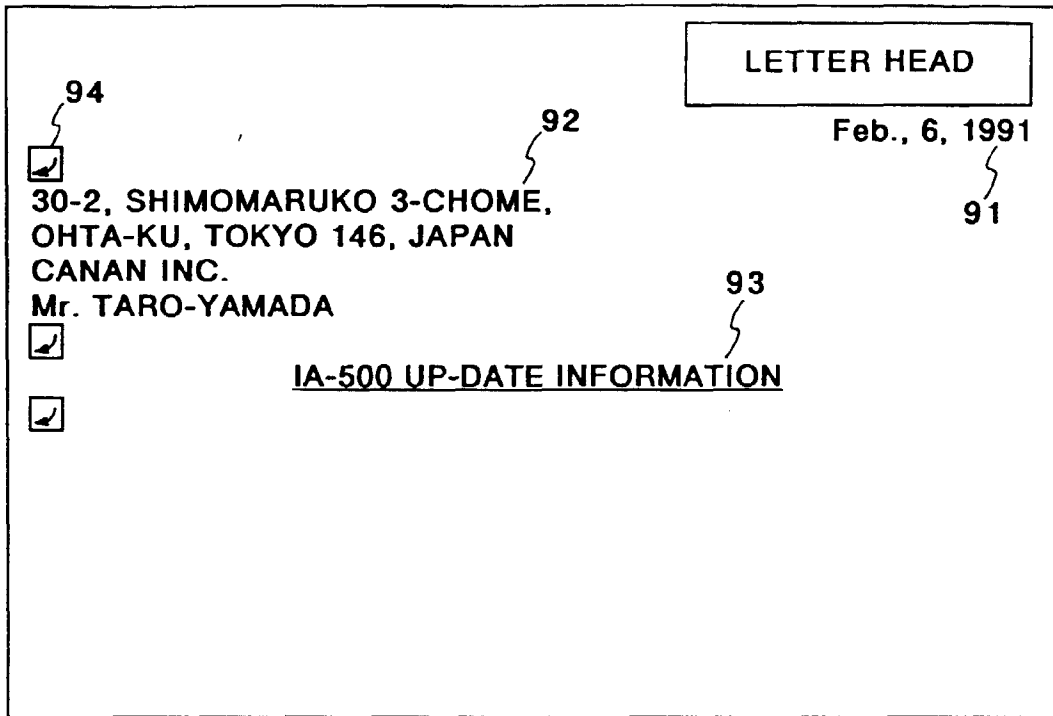 LETTER HEAD
94
92
Feb., 6, 1991
91
30-2, SHIMOMARUKO 3-CHOME,
OHTA-KU, TOKYO 146, JAPAN
CANAN INC.
Mr. TARO-YAMADA
93
IA-500 UP-DATE INFORMATION